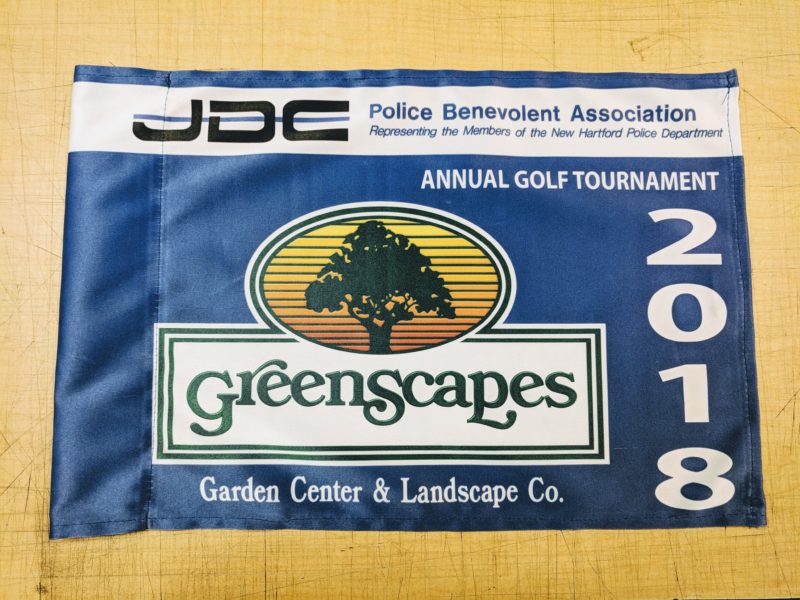 JDC
Police Benevolent Association
Representing the Members of the New Hartford Police Department
ANNUAL GOLF TOURNAMENT
2018
Greenscapes
Garden Center & Landscape Co.